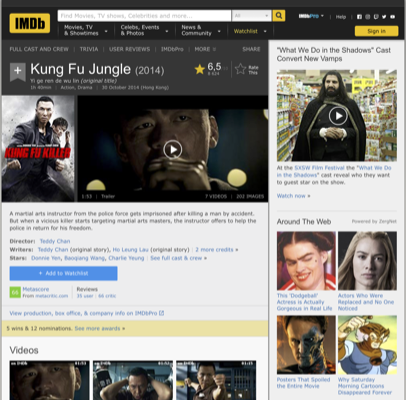 IMDb
Find Movies, TV shows, Celebrities and more...
All
IMDbPro
Help
Movies, TV
& Showtimes
Celebs, Events
& Photos
News &
Community
Watchlist
Sign in
FULL CAST AND CREW | TRIVIA | USER REVIEWS | IMDbPro | MORE
SHARE
Kung Fu Jungle (2014)
Yi ge ren de wu lin (original title)
1h 40min | Action, Drama | 30 October 2014 (Hong Kong)
6,5
Rate
This
KUNG FU KILLER
1:53 | Trailer
7 VIDEOS | 202 IMAGES
A martial arts instructor from the police force gets imprisoned after killing a man by accident.
But when a vicious killer starts targeting martial arts masters, the instructor offers to help the
police in return for his freedom.
Director: Teddy Chan
Writers: Teddy Chan (original story), Ho Leung Lau (original story) | 2 more credits »
Stars: Donnie Yen, Baoqiang Wang, Charlie Yeung | See full cast & crew »
+ Add to Watchlist
Metascore
From metacritic.com
Reviews
35 user | 66 critic
View production, box office, & company info on IMDbPro
5 wins & 12 nominations. See more awards »
Videos
"What We Do in the Shadows" Cast
Convert New Vamps
At the SXSW Film Festival the "What We Do
in the Shadows" cast reveal who they want
to guest star on the show.
Watch now »
Around The Web
Powered by ZergNet
This 'Dodgeball'
Actress is Actually
Gorgeous in Real Life
Actors Who Were
Replaced and No One
Noticed
Posters That Spoiled
the Entire Movie
Why Saturday
Morning Cartoons
Disappeared Forever